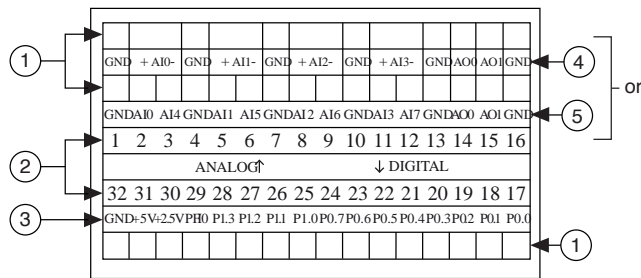 GND + AI0- GND + AI1- GND + AI2- GND + AI3- GND AO0 AO1 GND
1
4
or
GND AI0 AI4 GND AI1 AI5 GND AI2 AI6 GND AI3 AI7 GND AO0 AO1 GND
5
1 2 3 4 5 6 7 8 9 10 11 12 13 14 15 16
2
ANALOG↑ ↓ DIGITAL
32 31 30 29 28 27 26 25 24 23 22 21 20 19 18 17
3
GND +5V +2.5V PFI0 P1.3 P1.2 P1.1 P1.0 P0.7 P0.6 P0.5 P0.4 P0.3 P0.2 P0.1 P0.0
1